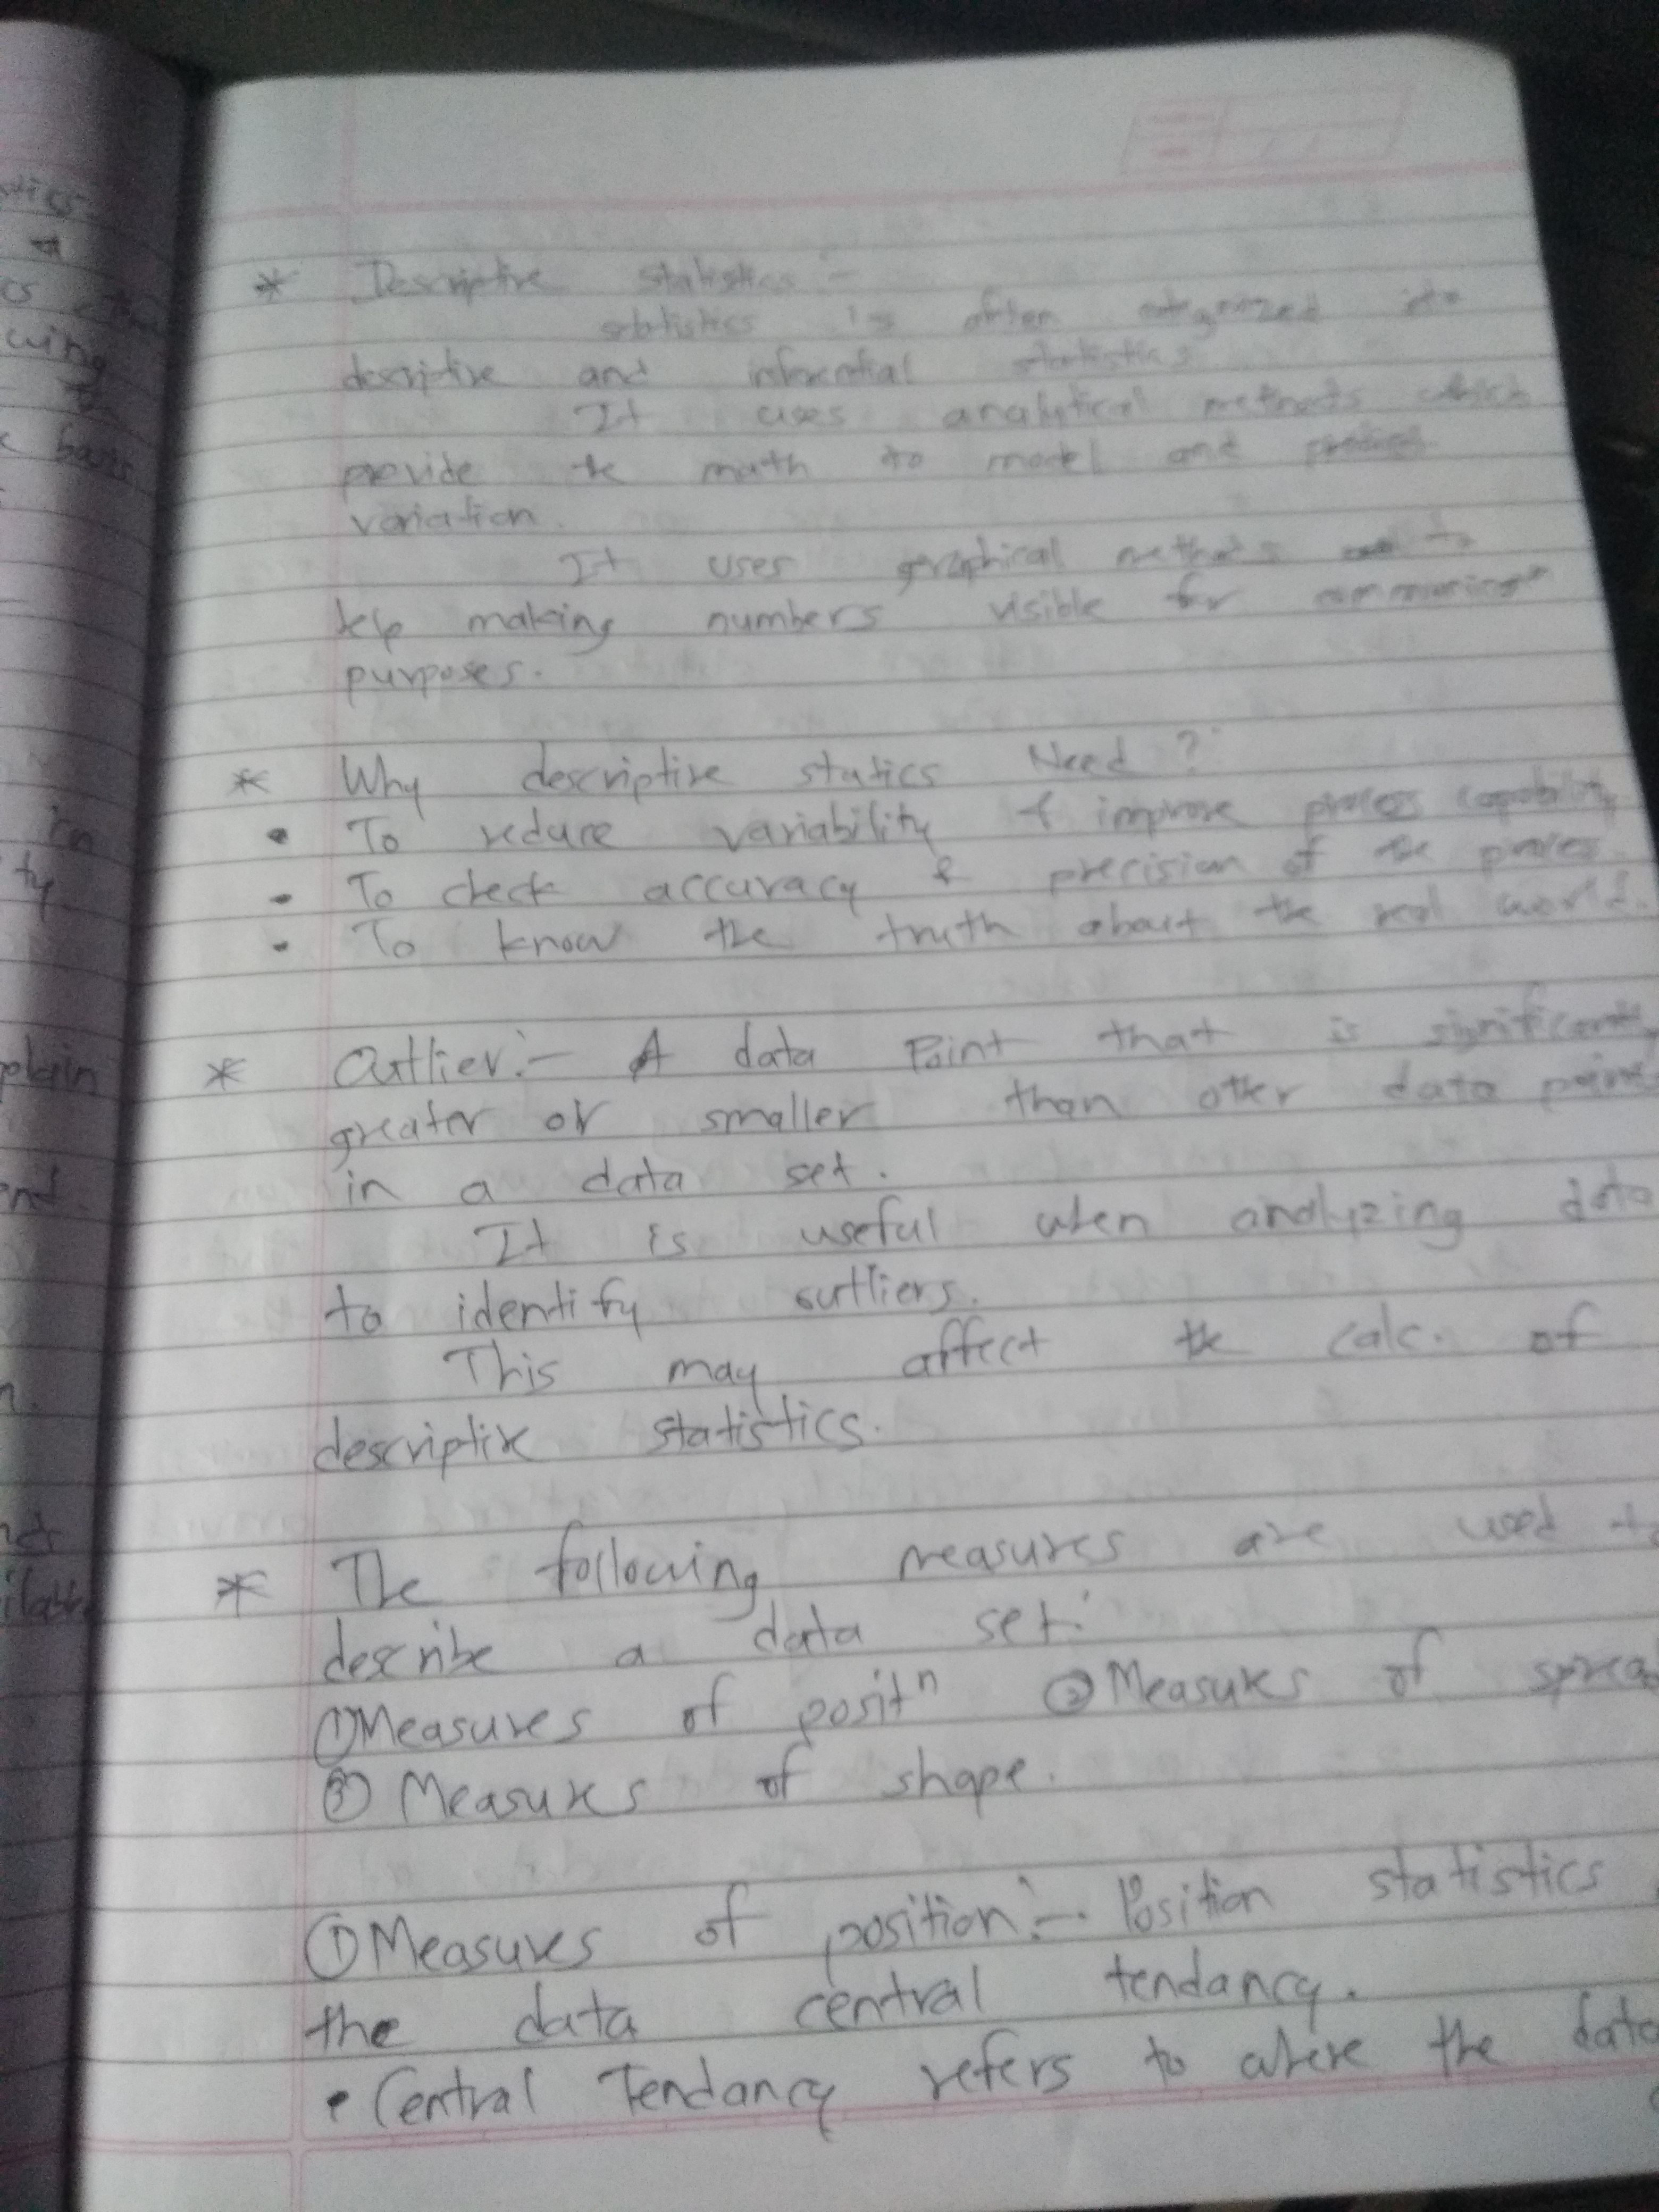 * Descriptive statistics :-
statistics is often categorized into
descriptive and inferential statistics
It uses analytical methods which
provide the math to model and
variation.
It uses graphical methods to
help making numbers visible for
purposes.
* Why descriptive statics Need ?
• To reduce variability & improve process capability
• To check accuracy & precision of the process.
• To know the truth about the real world.
* Outlier :- A data Point that is significantly
greater or smaller than other data points
in a data set.
It is useful when analyzing data
to identify outliers.
This may affect the calc. of
descriptive statistics.
* The following measures are used to
describe a data set:
① Measures of positⁿ ② Measures of sprea
③ Measures of shape.
① Measures of position :- Position statistics
the data central tendancy.
• Central Tendancy refers to where the data